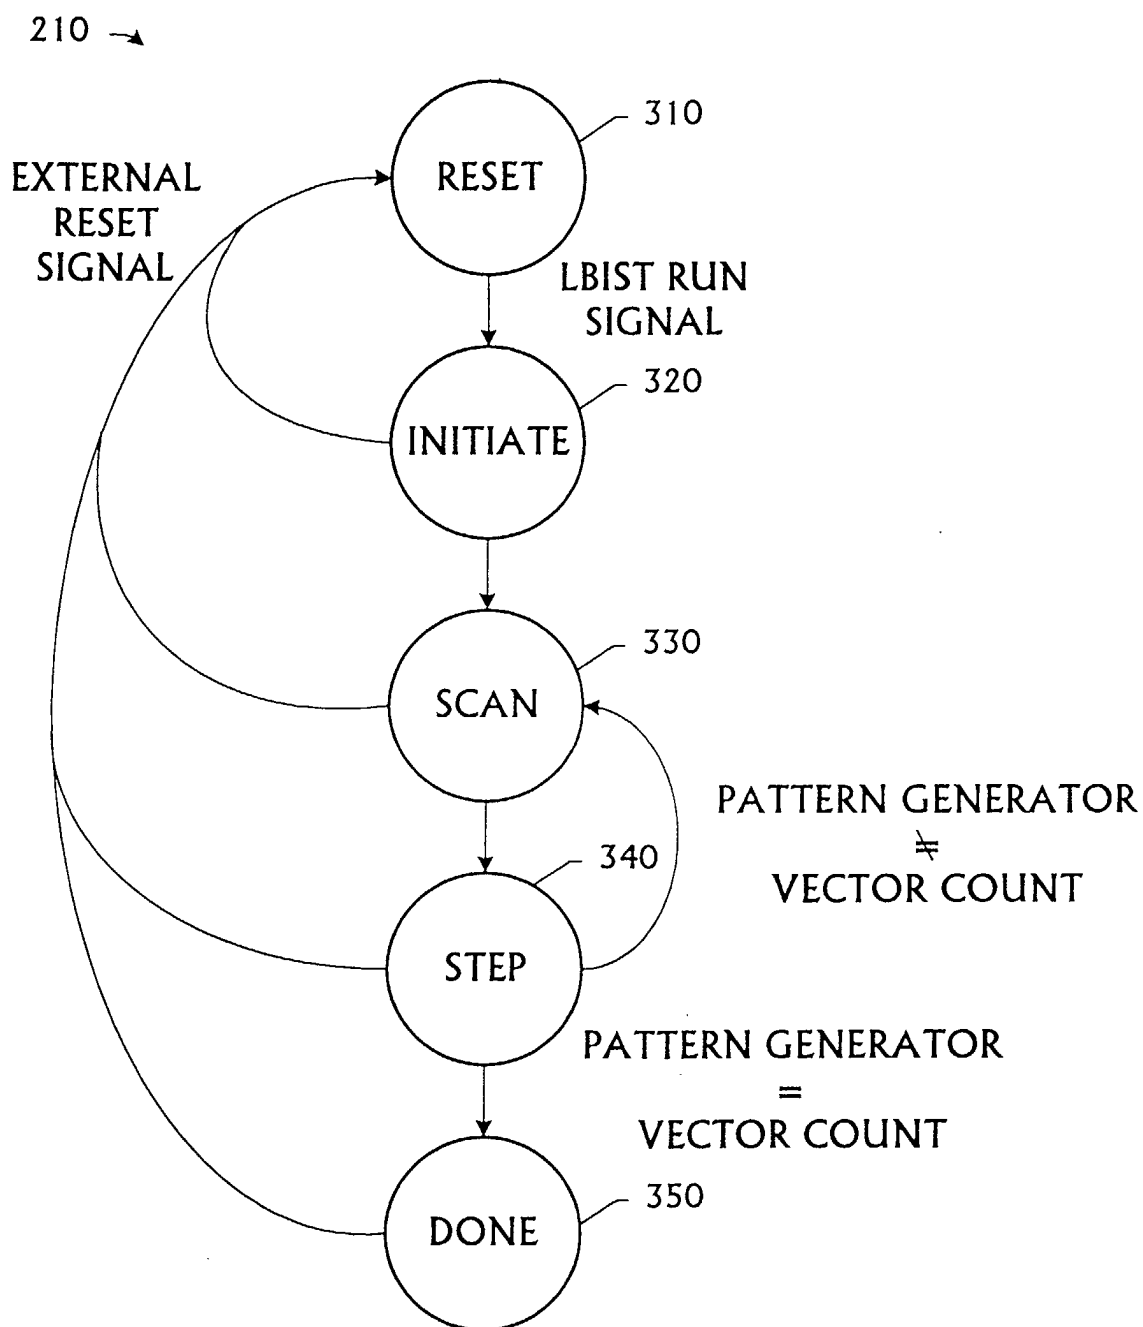 210
310
RESET
EXTERNAL
RESET
SIGNAL
LBIST RUN
SIGNAL
320
INITIATE
330
SCAN
PATTERN GENERATOR
≠
VECTOR COUNT
340
STEP
PATTERN GENERATOR
=
VECTOR COUNT
350
DONE